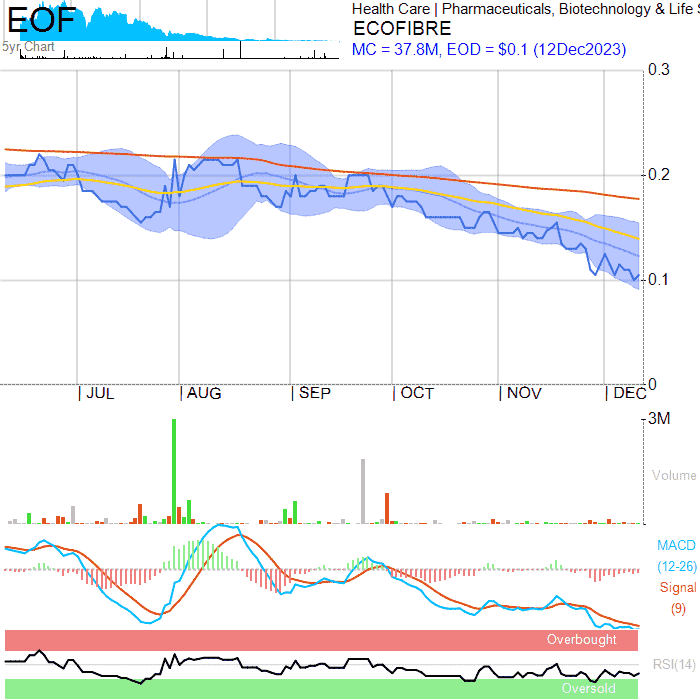 EOF
5yr Chart
Health Care | Pharmaceuticals, Biotechnology & Life S
ECOFIBRE
MC = 37.8M, EOD = $0.1 (12Dec2023)
0.3
0.2
0.1
0
| JUL | AUG | SEP | OCT | NOV | DEC
3M
Volume
MACD
(12-26)
Signal
(9)
Overbought
RSI(14)
Oversold